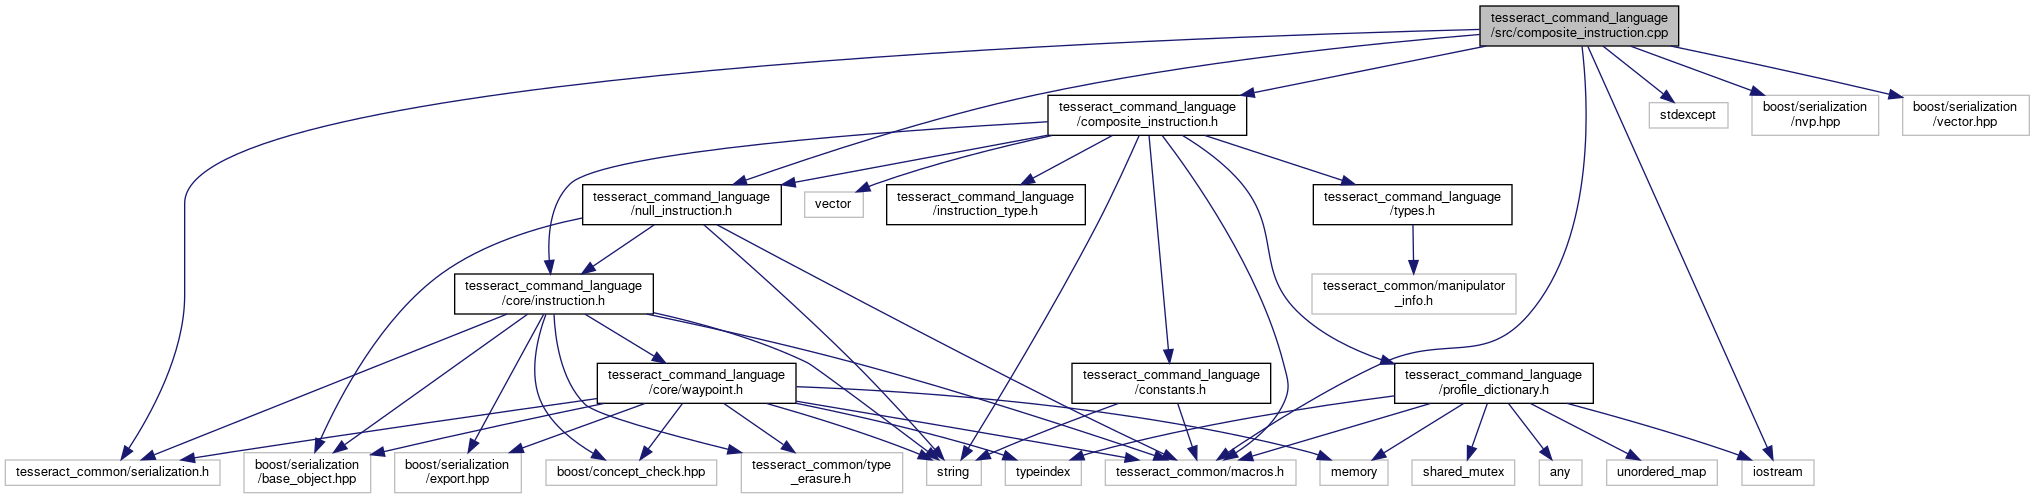 tesseract_command_language
/src/composite_instruction.cpp
tesseract_command_language
/composite_instruction.h
stdexcept
boost/serialization
/nvp.hpp
boost/serialization
/vector.hpp
tesseract_command_language
/null_instruction.h
vector
tesseract_command_language
/instruction_type.h
tesseract_command_language
/types.h
tesseract_command_language
/core/instruction.h
tesseract_common/manipulator
_info.h
tesseract_command_language
/core/waypoint.h
tesseract_command_language
/constants.h
tesseract_command_language
/profile_dictionary.h
tesseract_common/serialization.h
boost/serialization
/base_object.hpp
boost/serialization
/export.hpp
boost/concept_check.hpp
tesseract_common/type
_erasure.h
string
typeindex
tesseract_common/macros.h
memory
shared_mutex
any
unordered_map
iostream